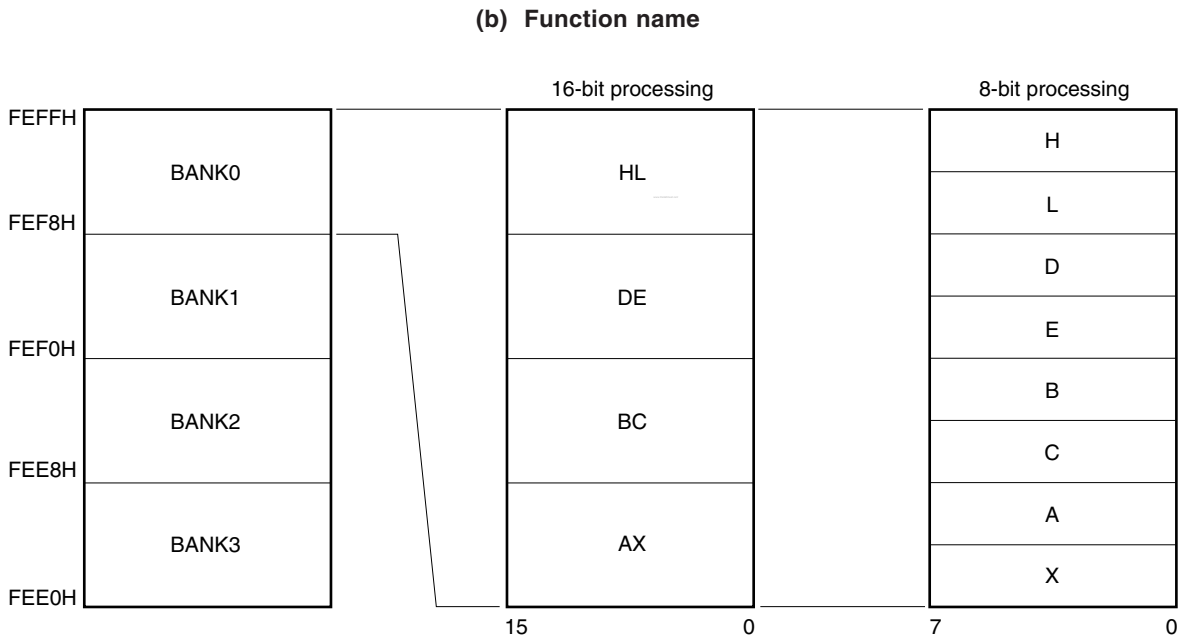 (b) Function name
16-bit processing
8-bit processing
FEFFH
BANK0
HL
H
L
FEF8H
BANK1
DE
D
E
FEF0H
BANK2
BC
B
C
FEE8H
BANK3
AX
A
X
FEE0H
15
0
7
0